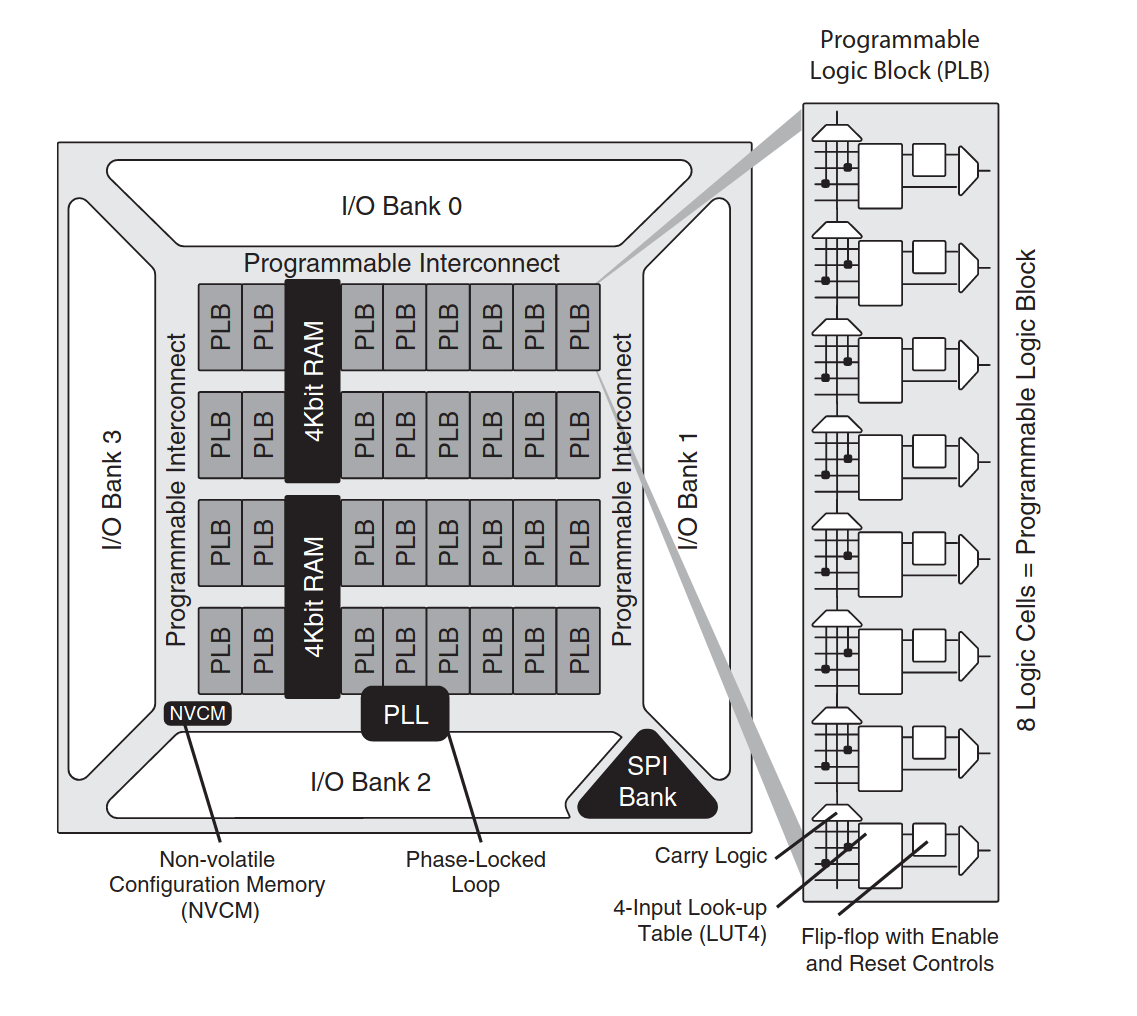 Programmable
Logic Block (PLB)
I/O Bank 0
Programmable Interconnect
I/O Bank 3
Programmable Interconnect
PLB PLB 4Kbit RAM PLB PLB PLB PLB PLB PLB
PLB PLB PLB PLB PLB PLB PLB PLB
PLB PLB 4Kbit RAM PLB PLB PLB PLB PLB PLB
PLB PLB PLB PLB PLB PLB PLB PLB
Programmable Interconnect
I/O Bank 1
8 Logic Cells = Programmable Logic Block
NVCM
PLL
I/O Bank 2
SPI
Bank
Non-volatile
Configuration Memory
(NVCM)
Phase-Locked
Loop
Carry Logic
4-Input Look-up
Table (LUT4)
Flip-flop with Enable
and Reset Controls